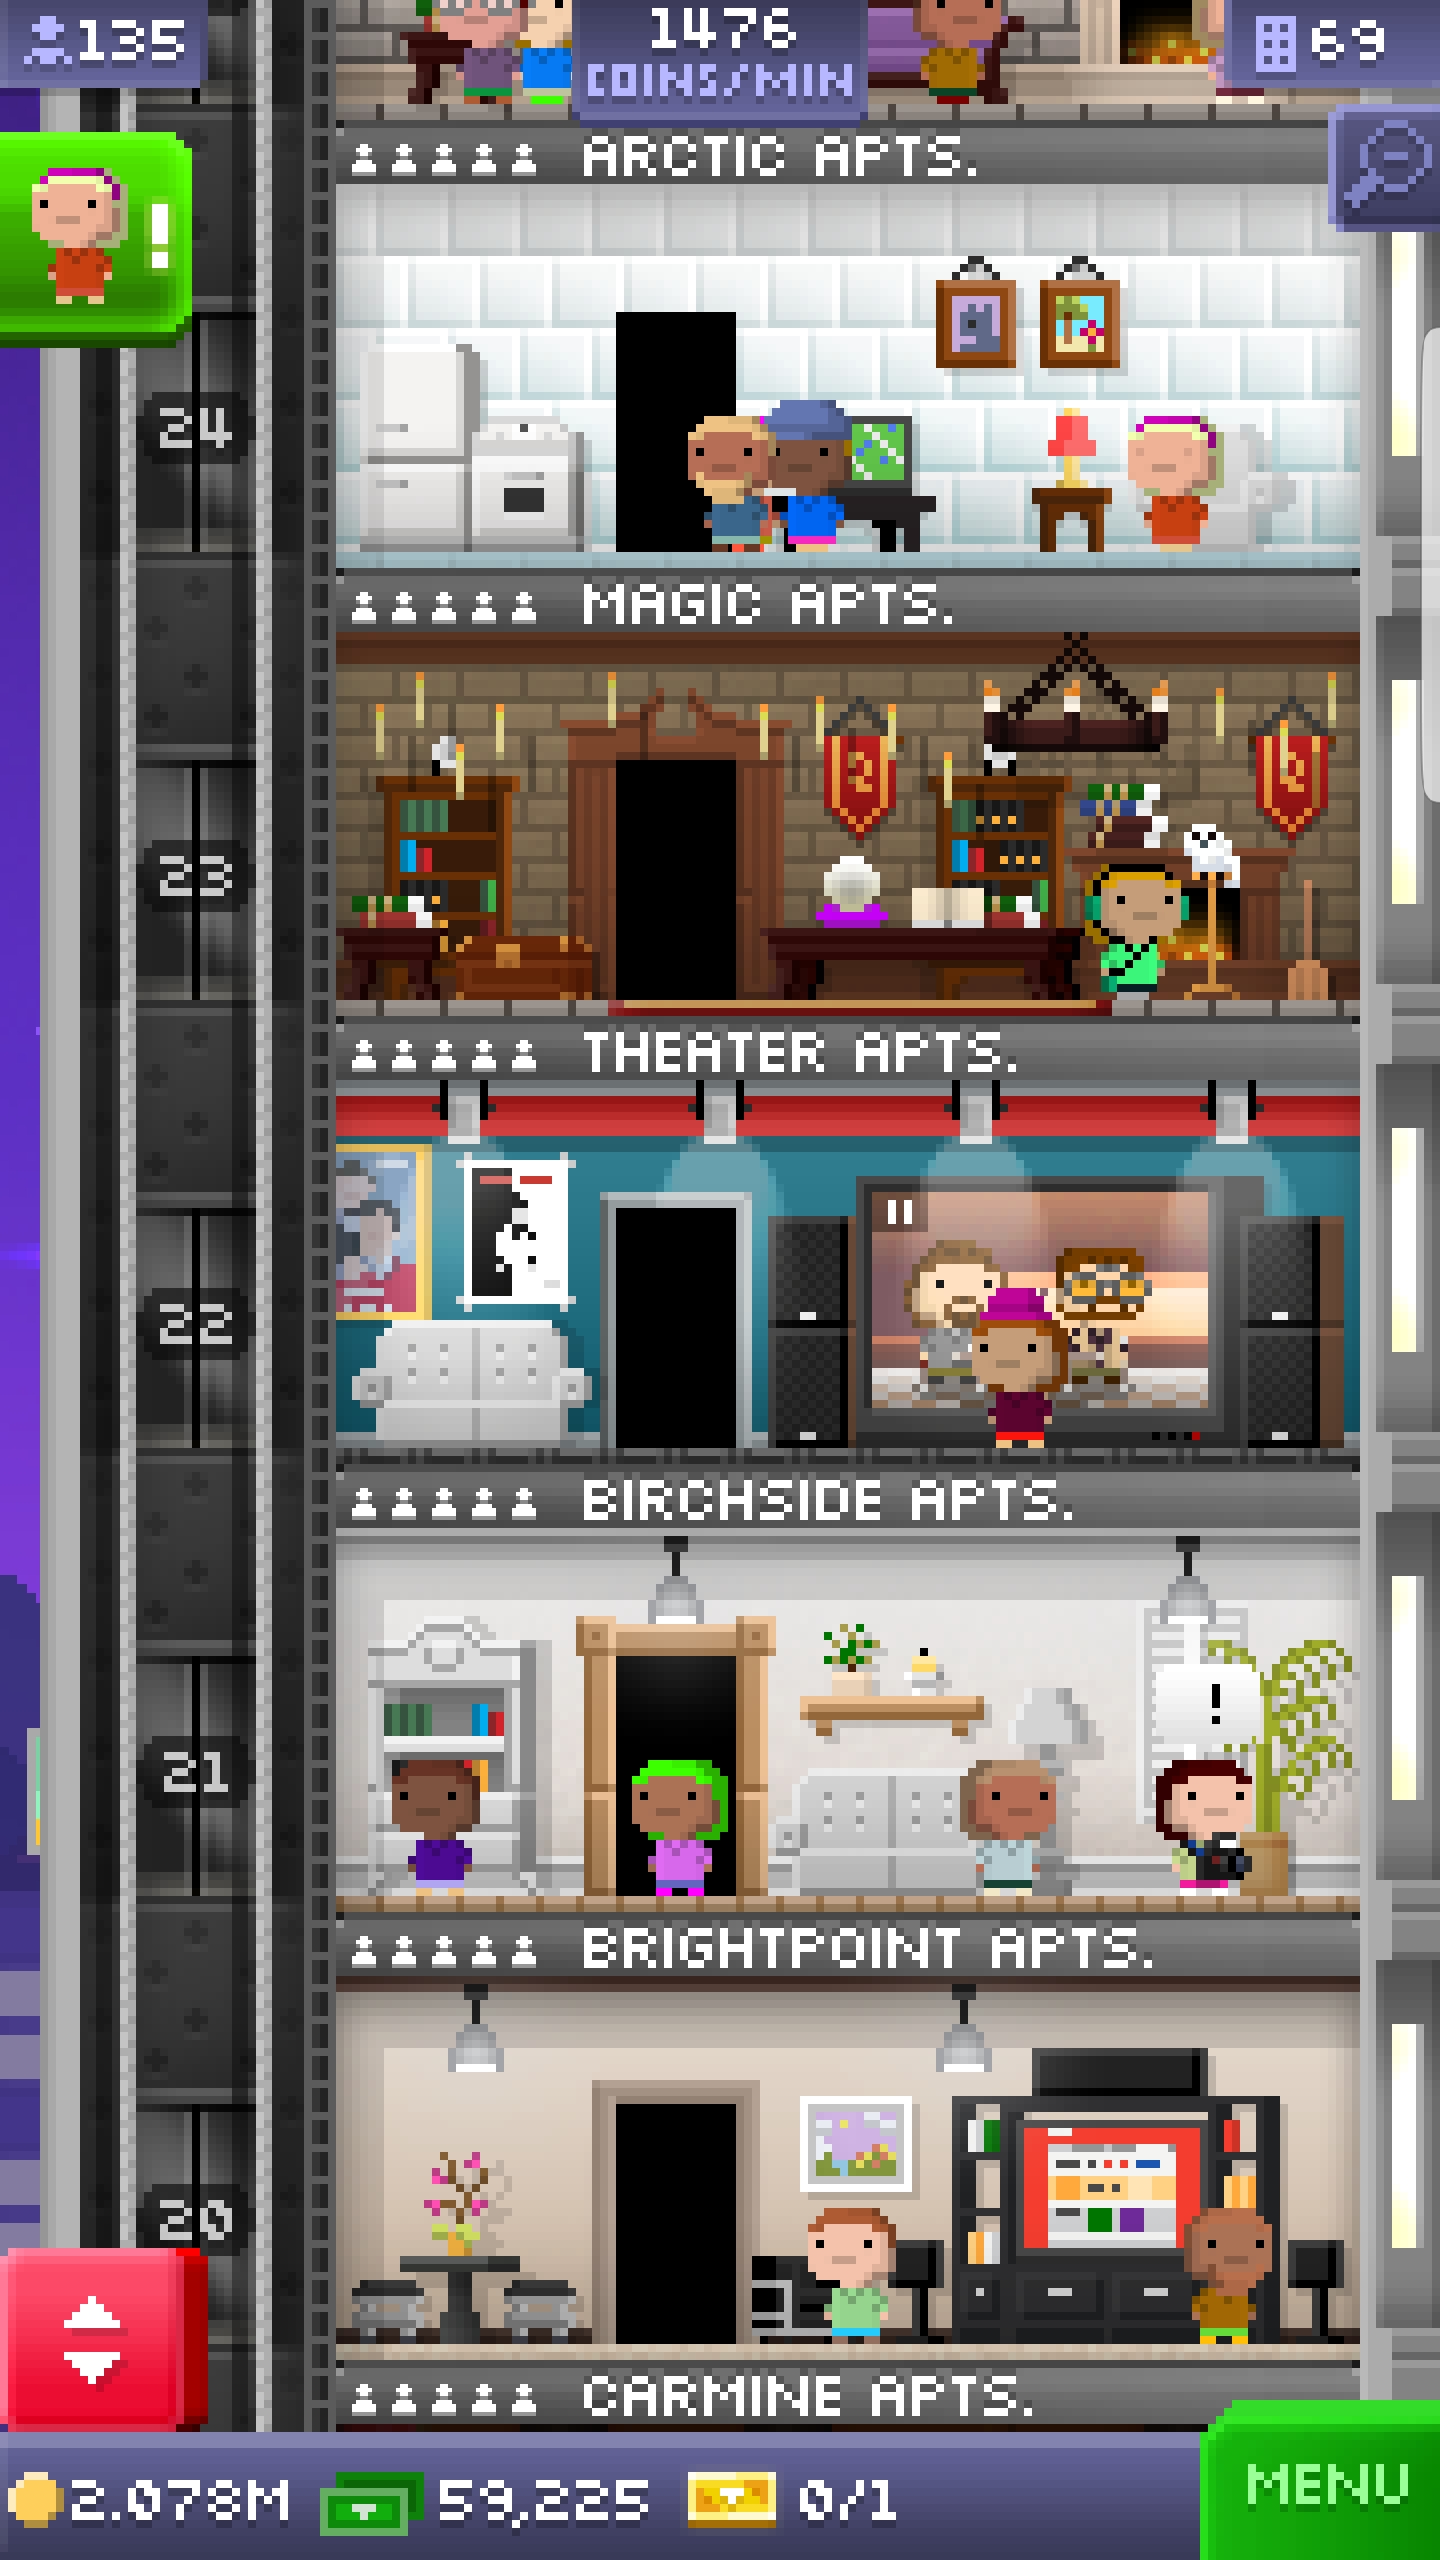 135
1476
COINS/MIN
69
ARCTIC APTS.
!
24
MAGIC APTS.
23
THEATER APTS.
22
BIRCHSIDE APTS.
!
21
BRIGHTPOINT APTS.
20
CARMINE APTS.
2.078M
59,225
0/1
MENU